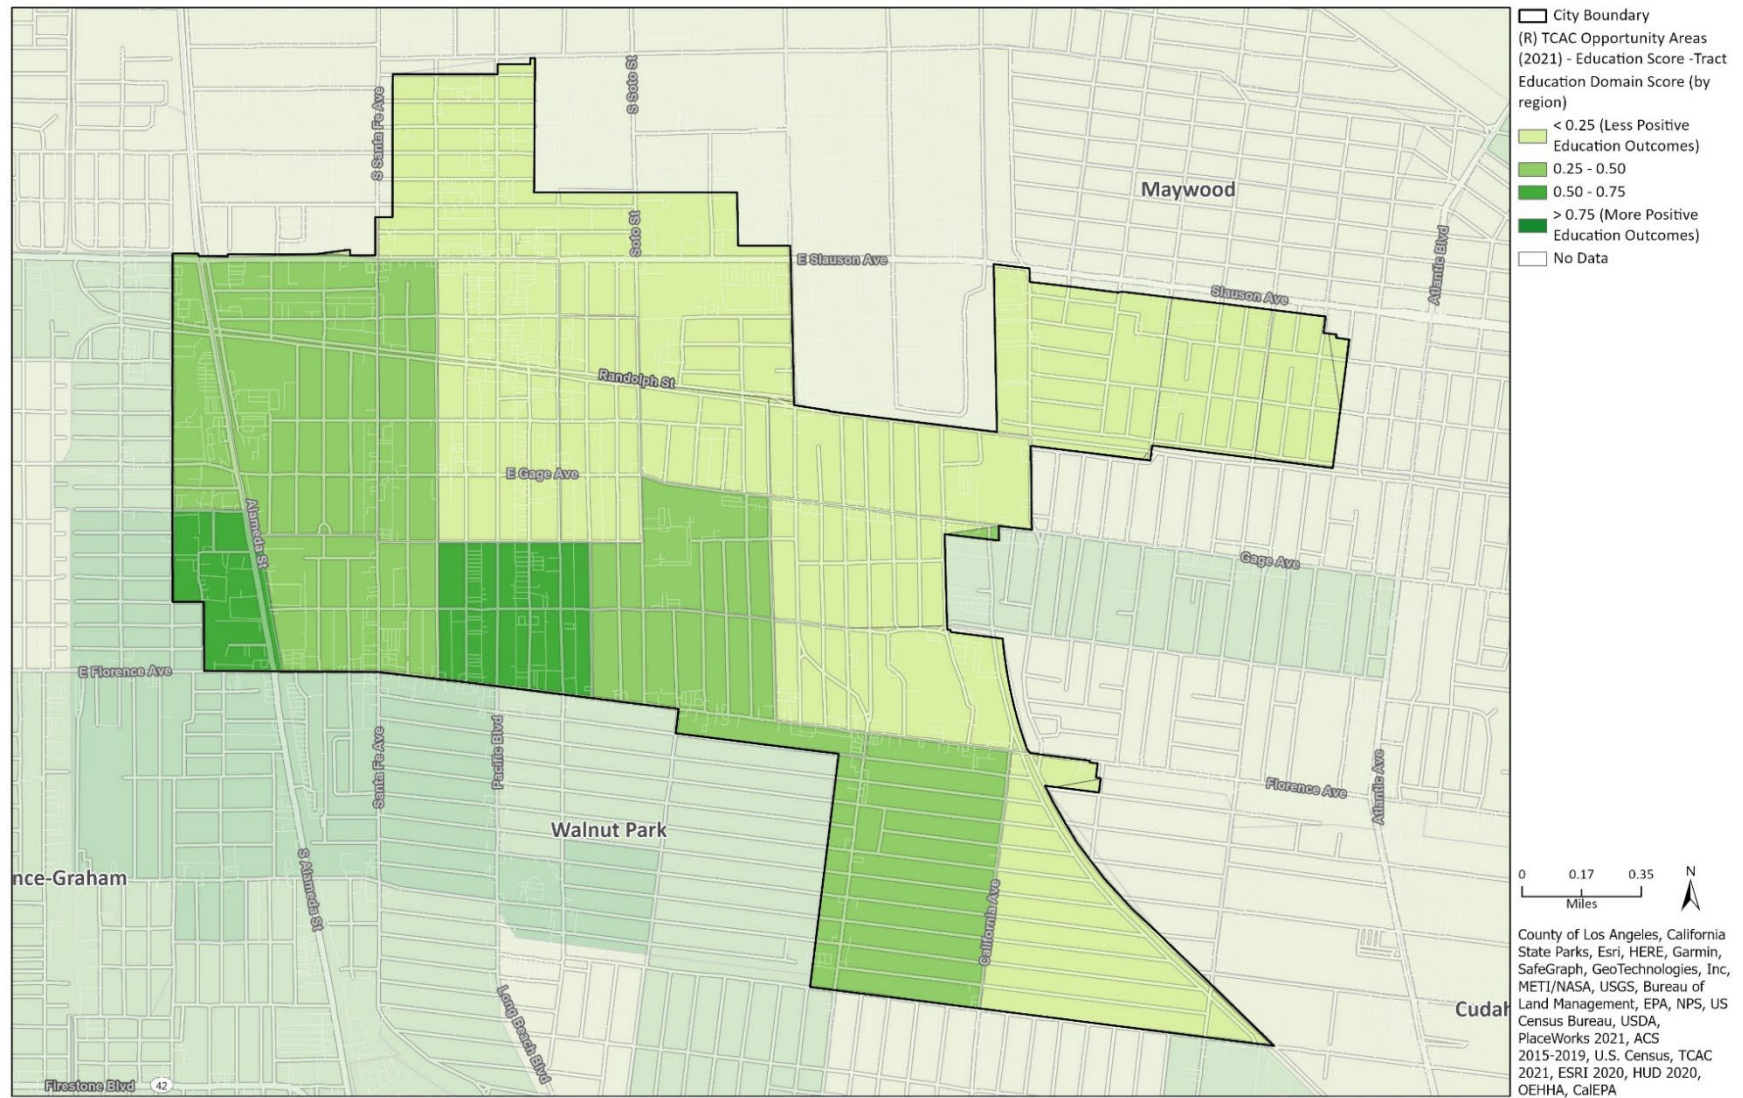 S Santa Fe Ave
S Soto St
Soto St
Maywood
Atlantic Blvd
E Slauson Ave
Slauson Ave
Randolph St
E Gage Ave
Alameda St
Gage Ave
E Florence Ave
Santa Fe Ave
Pacific Blvd
Florence Ave
Atlantic Ave
Walnut Park
nce-Graham
S Alameda St
California Ave
Long Beach Blvd
Cudah
Firestone Blvd
42
City Boundary
(R) TCAC Opportunity Areas
(2021) - Education Score -Tract
Education Domain Score (by
region)
< 0.25 (Less Positive
Education Outcomes)
0.25 - 0.50
0.50 - 0.75
> 0.75 (More Positive
Education Outcomes)
No Data
0 0.17 0.35
Miles
N
County of Los Angeles, California
State Parks, Esri, HERE, Garmin,
SafeGraph, GeoTechnologies, Inc,
METI/NASA, USGS, Bureau of
Land Management, EPA, NPS, US
Census Bureau, USDA,
PlaceWorks 2021, ACS
2015-2019, U.S. Census, TCAC
2021, ESRI 2020, HUD 2020,
OEHHA, CalEPA